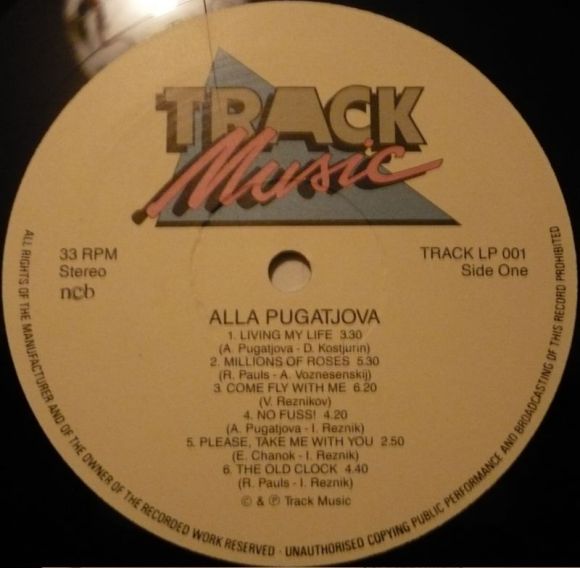 TRACK
Music
33 RPM
Stereo
ncb
TRACK LP 001
Side One
ALLA PUGATJOVA
1. LIVING MY LIFE 3.30
(A. Pugatjova - D. Kostjurin)
2. MILLIONS OF ROSES 5.30
(R. Pauls - A. Voznesenskij)
3. COME FLY WITH ME 6.20
(V. Reznikov)
4. NO FUSS! 4.20
(A. Pugatjova - I. Reznik)
5. PLEASE, TAKE ME WITH YOU 2.50
(E. Chanok - I. Reznik)
6. THE OLD CLOCK 4.40
(R. Pauls - I. Reznik)
© & ℗ Track Music
ALL RIGHTS OF THE MANUFACTURER AND OF THE OWNER OF THE RECORDED WORK RESERVED · UNAUTHORISED COPYING PUBLIC PERFORMANCE AND BROADCASTING OF THIS RECORD PROHIBITED